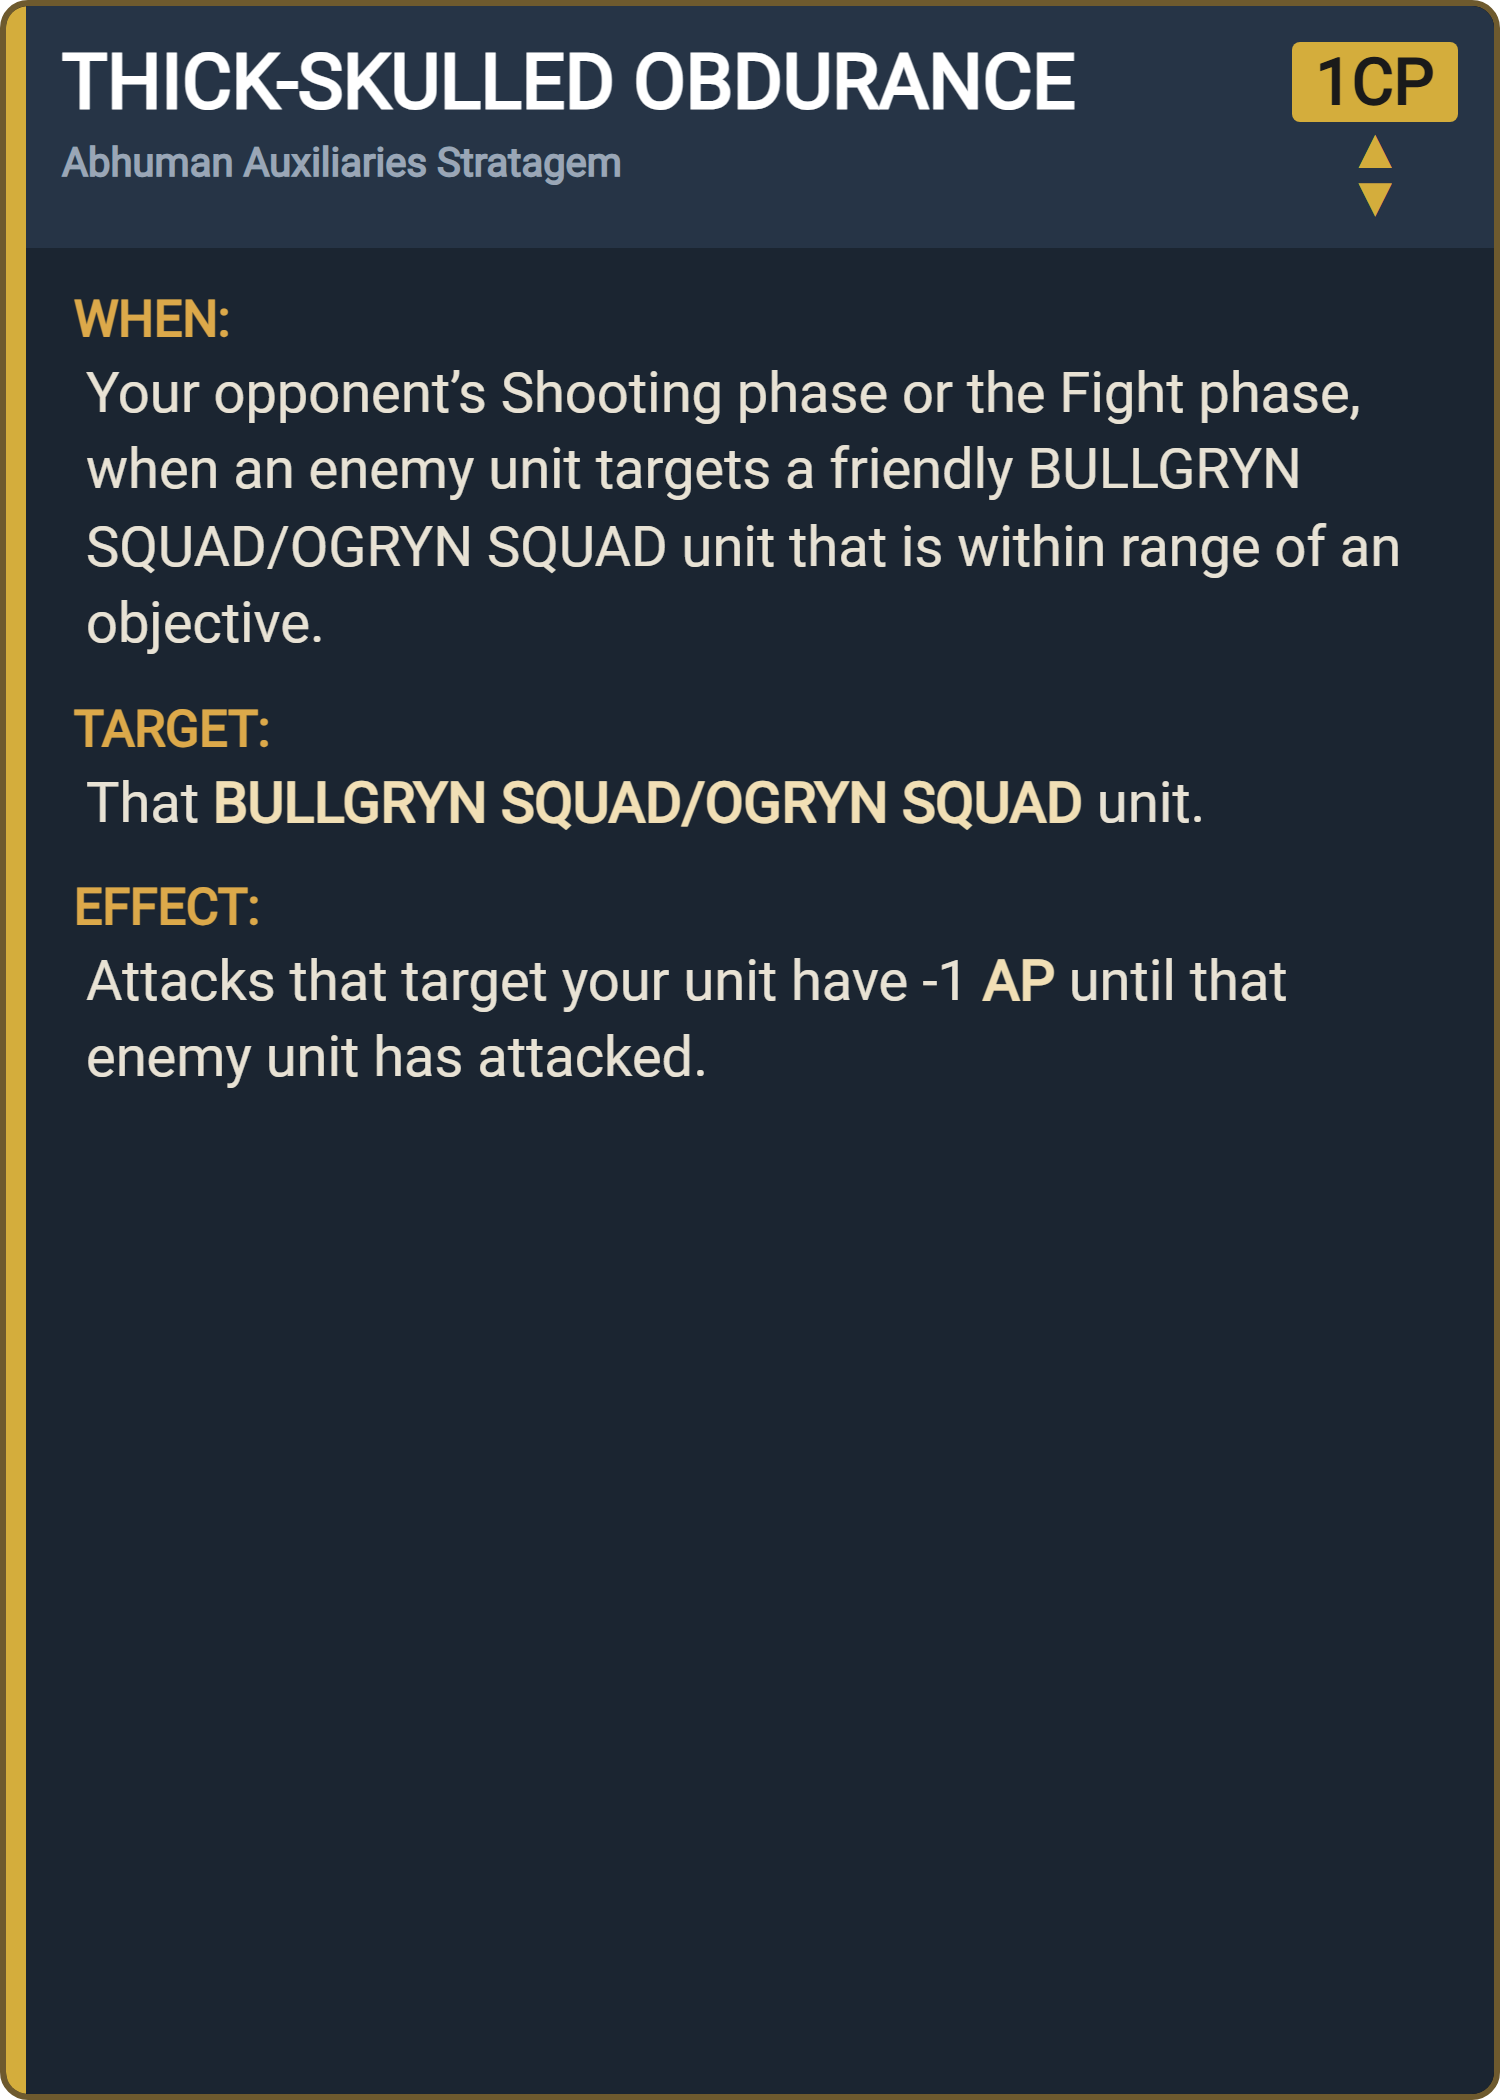 THICK-SKULLED OBDURANCE
1CP
Abhuman Auxiliaries Stratagem
WHEN:
Your opponent’s Shooting phase or the Fight phase,
when an enemy unit targets a friendly BULLGRYN
SQUAD/OGRYN SQUAD unit that is within range of an
objective.
TARGET:
That BULLGRYN SQUAD/OGRYN SQUAD unit.
EFFECT:
Attacks that target your unit have -1 AP until that
enemy unit has attacked.